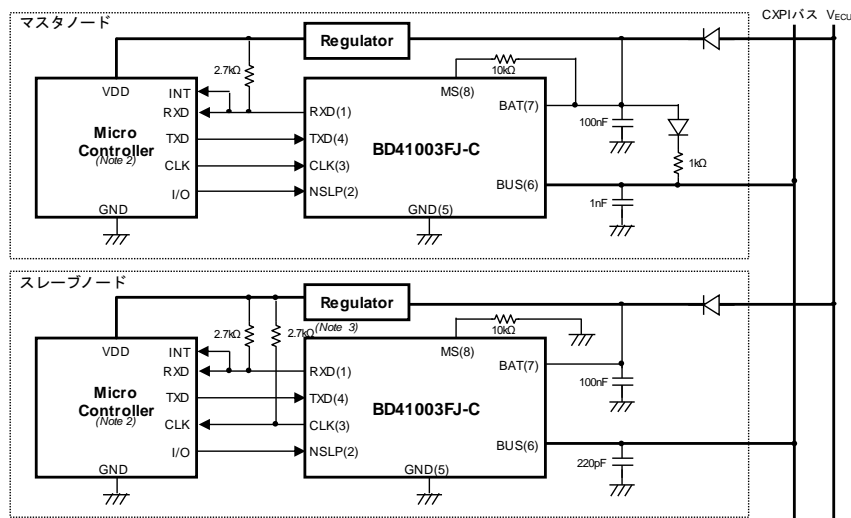 CXPIバス VECU
マスタノード
Regulator
2.7kΩ
10kΩ
VDD
INT
RXD
TXD
CLK
I/O
GND
Micro
Controller
(Note 2)
MS(8)
RXD(1)
TXD(4)
CLK(3)
NSLP(2)
BD41003FJ-C
BAT(7)
BUS(6)
GND(5)
100nF
1kΩ
1nF
スレーブノード
Regulator
(Note 3)
2.7kΩ
2.7kΩ
10kΩ
VDD
INT
RXD
TXD
CLK
I/O
GND
Micro
Controller
(Note 2)
MS(8)
RXD(1)
TXD(4)
CLK(3)
NSLP(2)
BD41003FJ-C
BAT(7)
BUS(6)
GND(5)
100nF
220pF